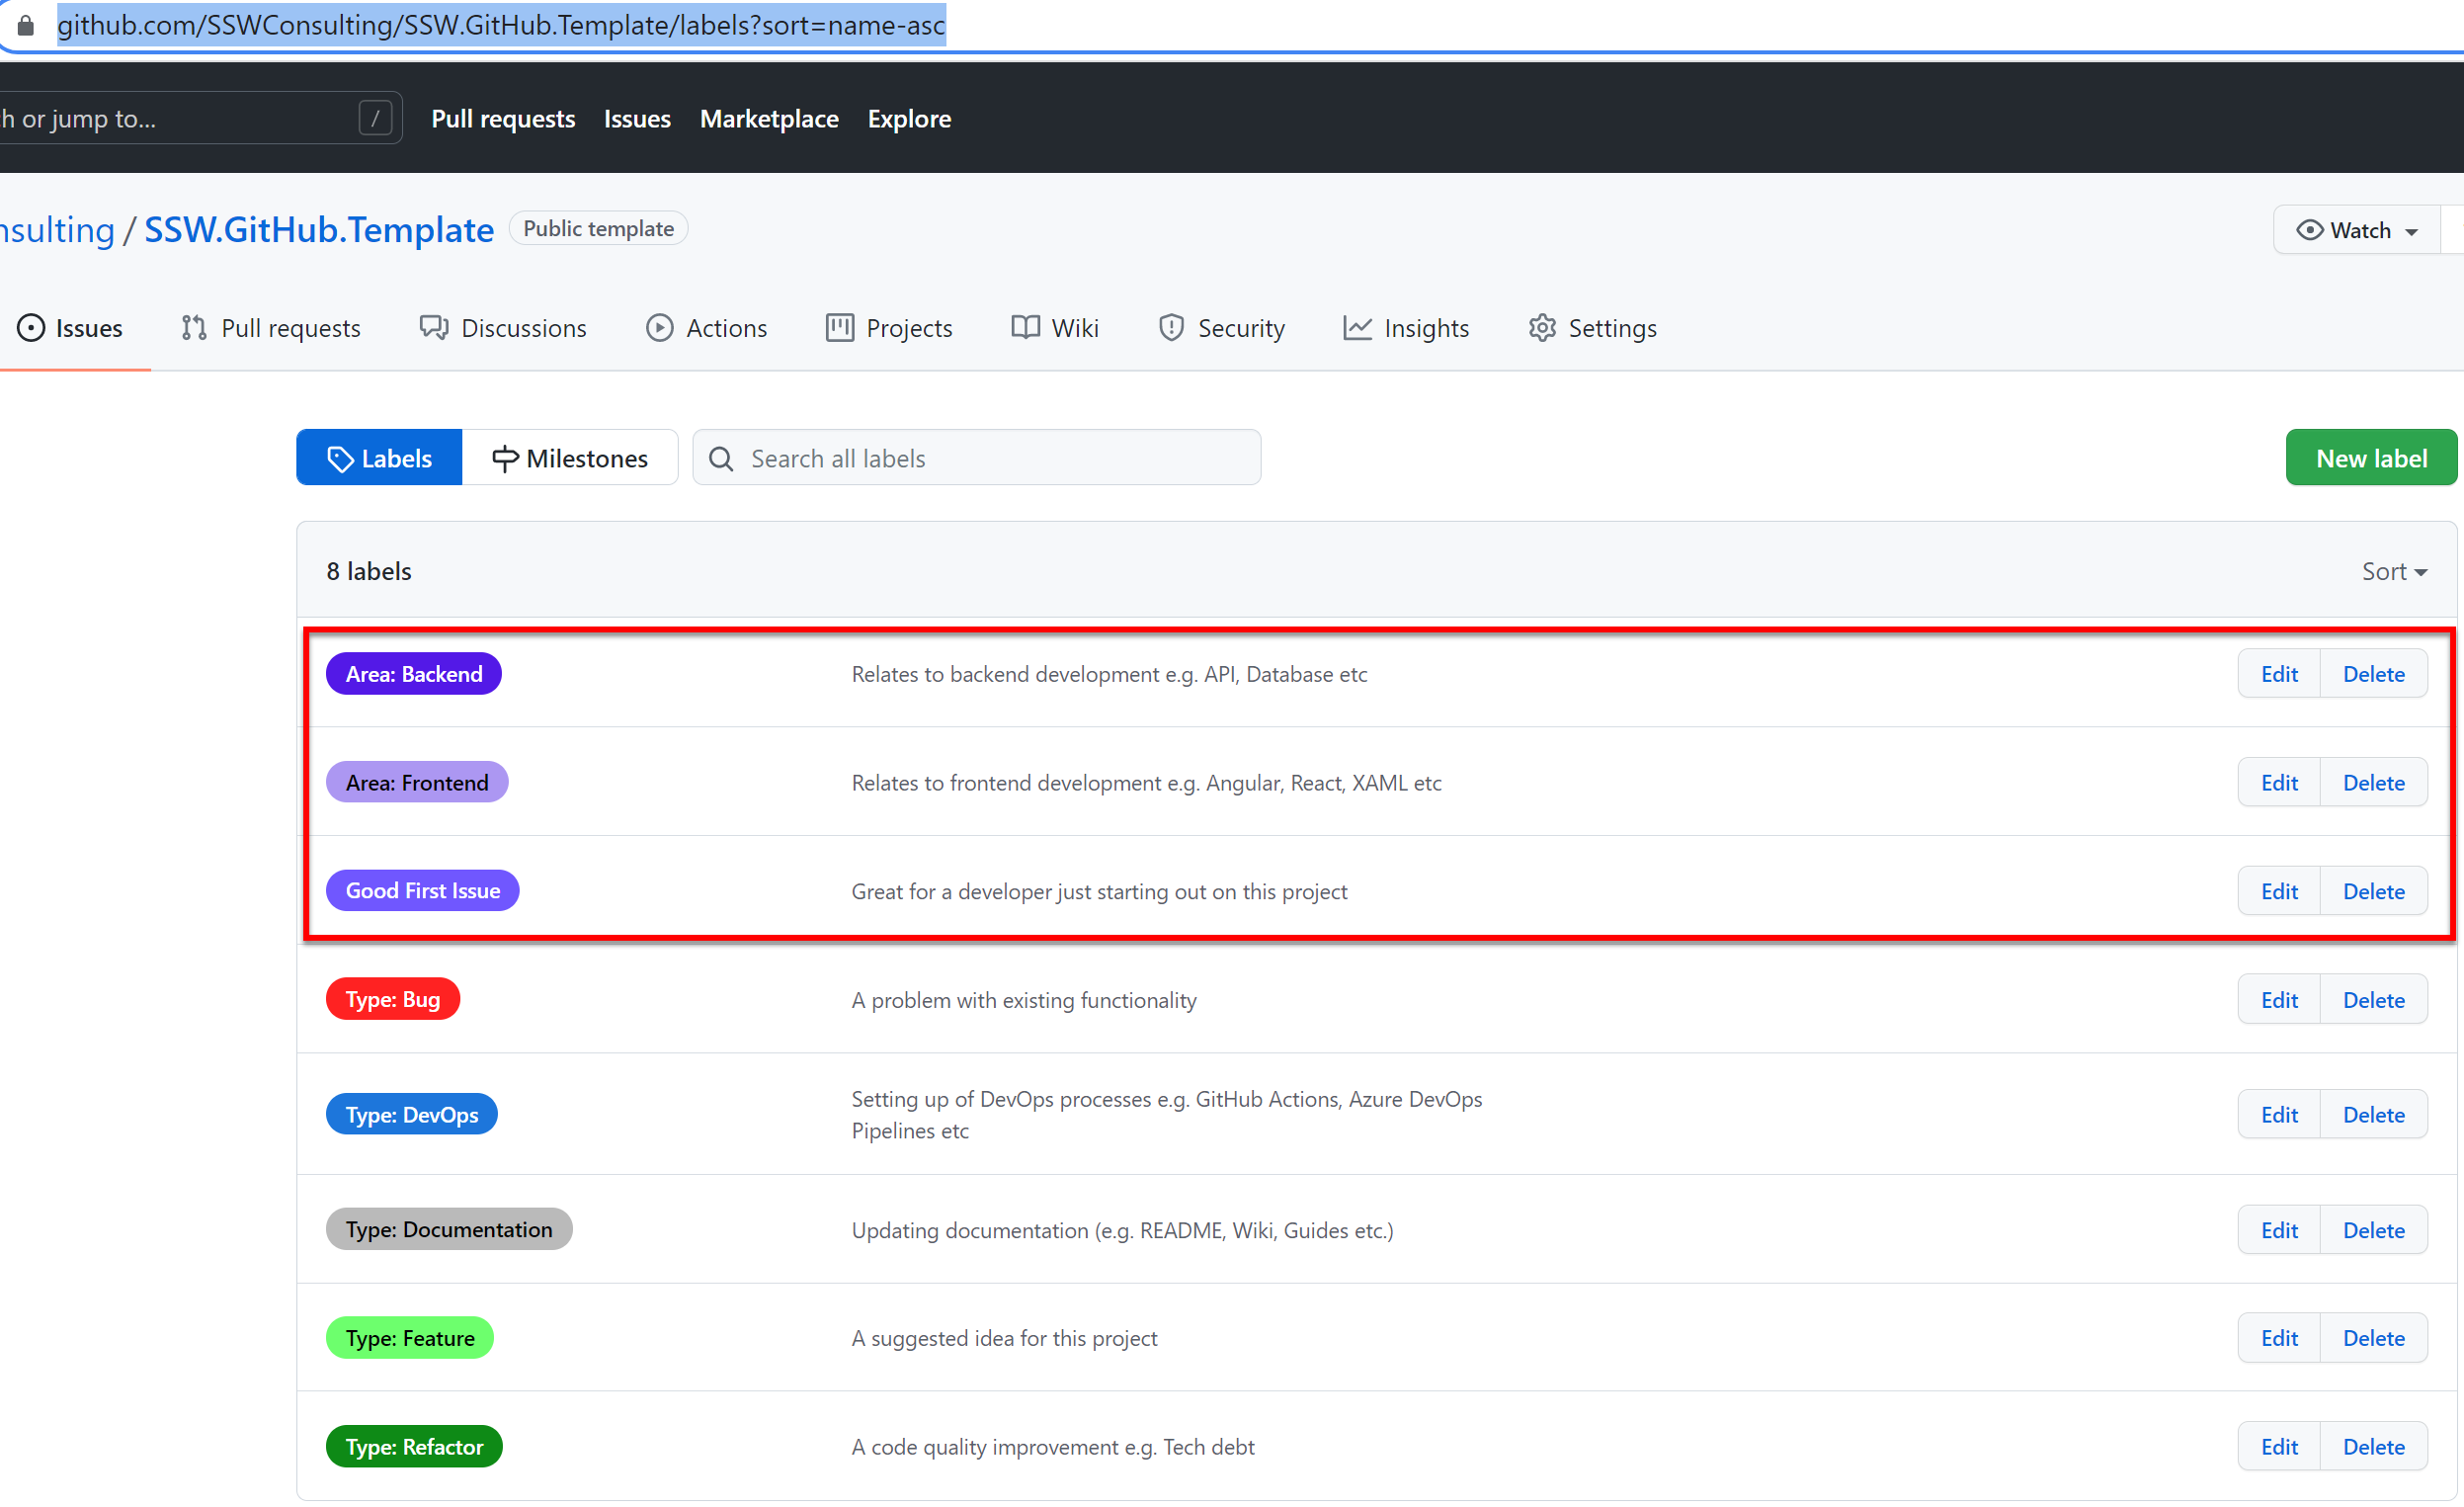 github.com/SSWConsulting/SSW.GitHub.Template/labels?sort=name-asc
h or jump to... / Pull requests Issues Marketplace Explore
nsulting / SSW.GitHub.Template Public template Watch
Issues Pull requests Discussions Actions Projects Wiki Security Insights Settings
Labels Milestones Search all labels New label
8 labels Sort
Area: Backend Relates to backend development e.g. API, Database etc Edit Delete
Area: Frontend Relates to frontend development e.g. Angular, React, XAML etc Edit Delete
Good First Issue Great for a developer just starting out on this project Edit Delete
Type: Bug A problem with existing functionality Edit Delete
Type: DevOps Setting up of DevOps processes e.g. GitHub Actions, Azure DevOps Edit Delete
Pipelines etc
Type: Documentation Updating documentation (e.g. README, Wiki, Guides etc.) Edit Delete
Type: Feature A suggested idea for this project Edit Delete
Type: Refactor A code quality improvement e.g. Tech debt Edit Delete